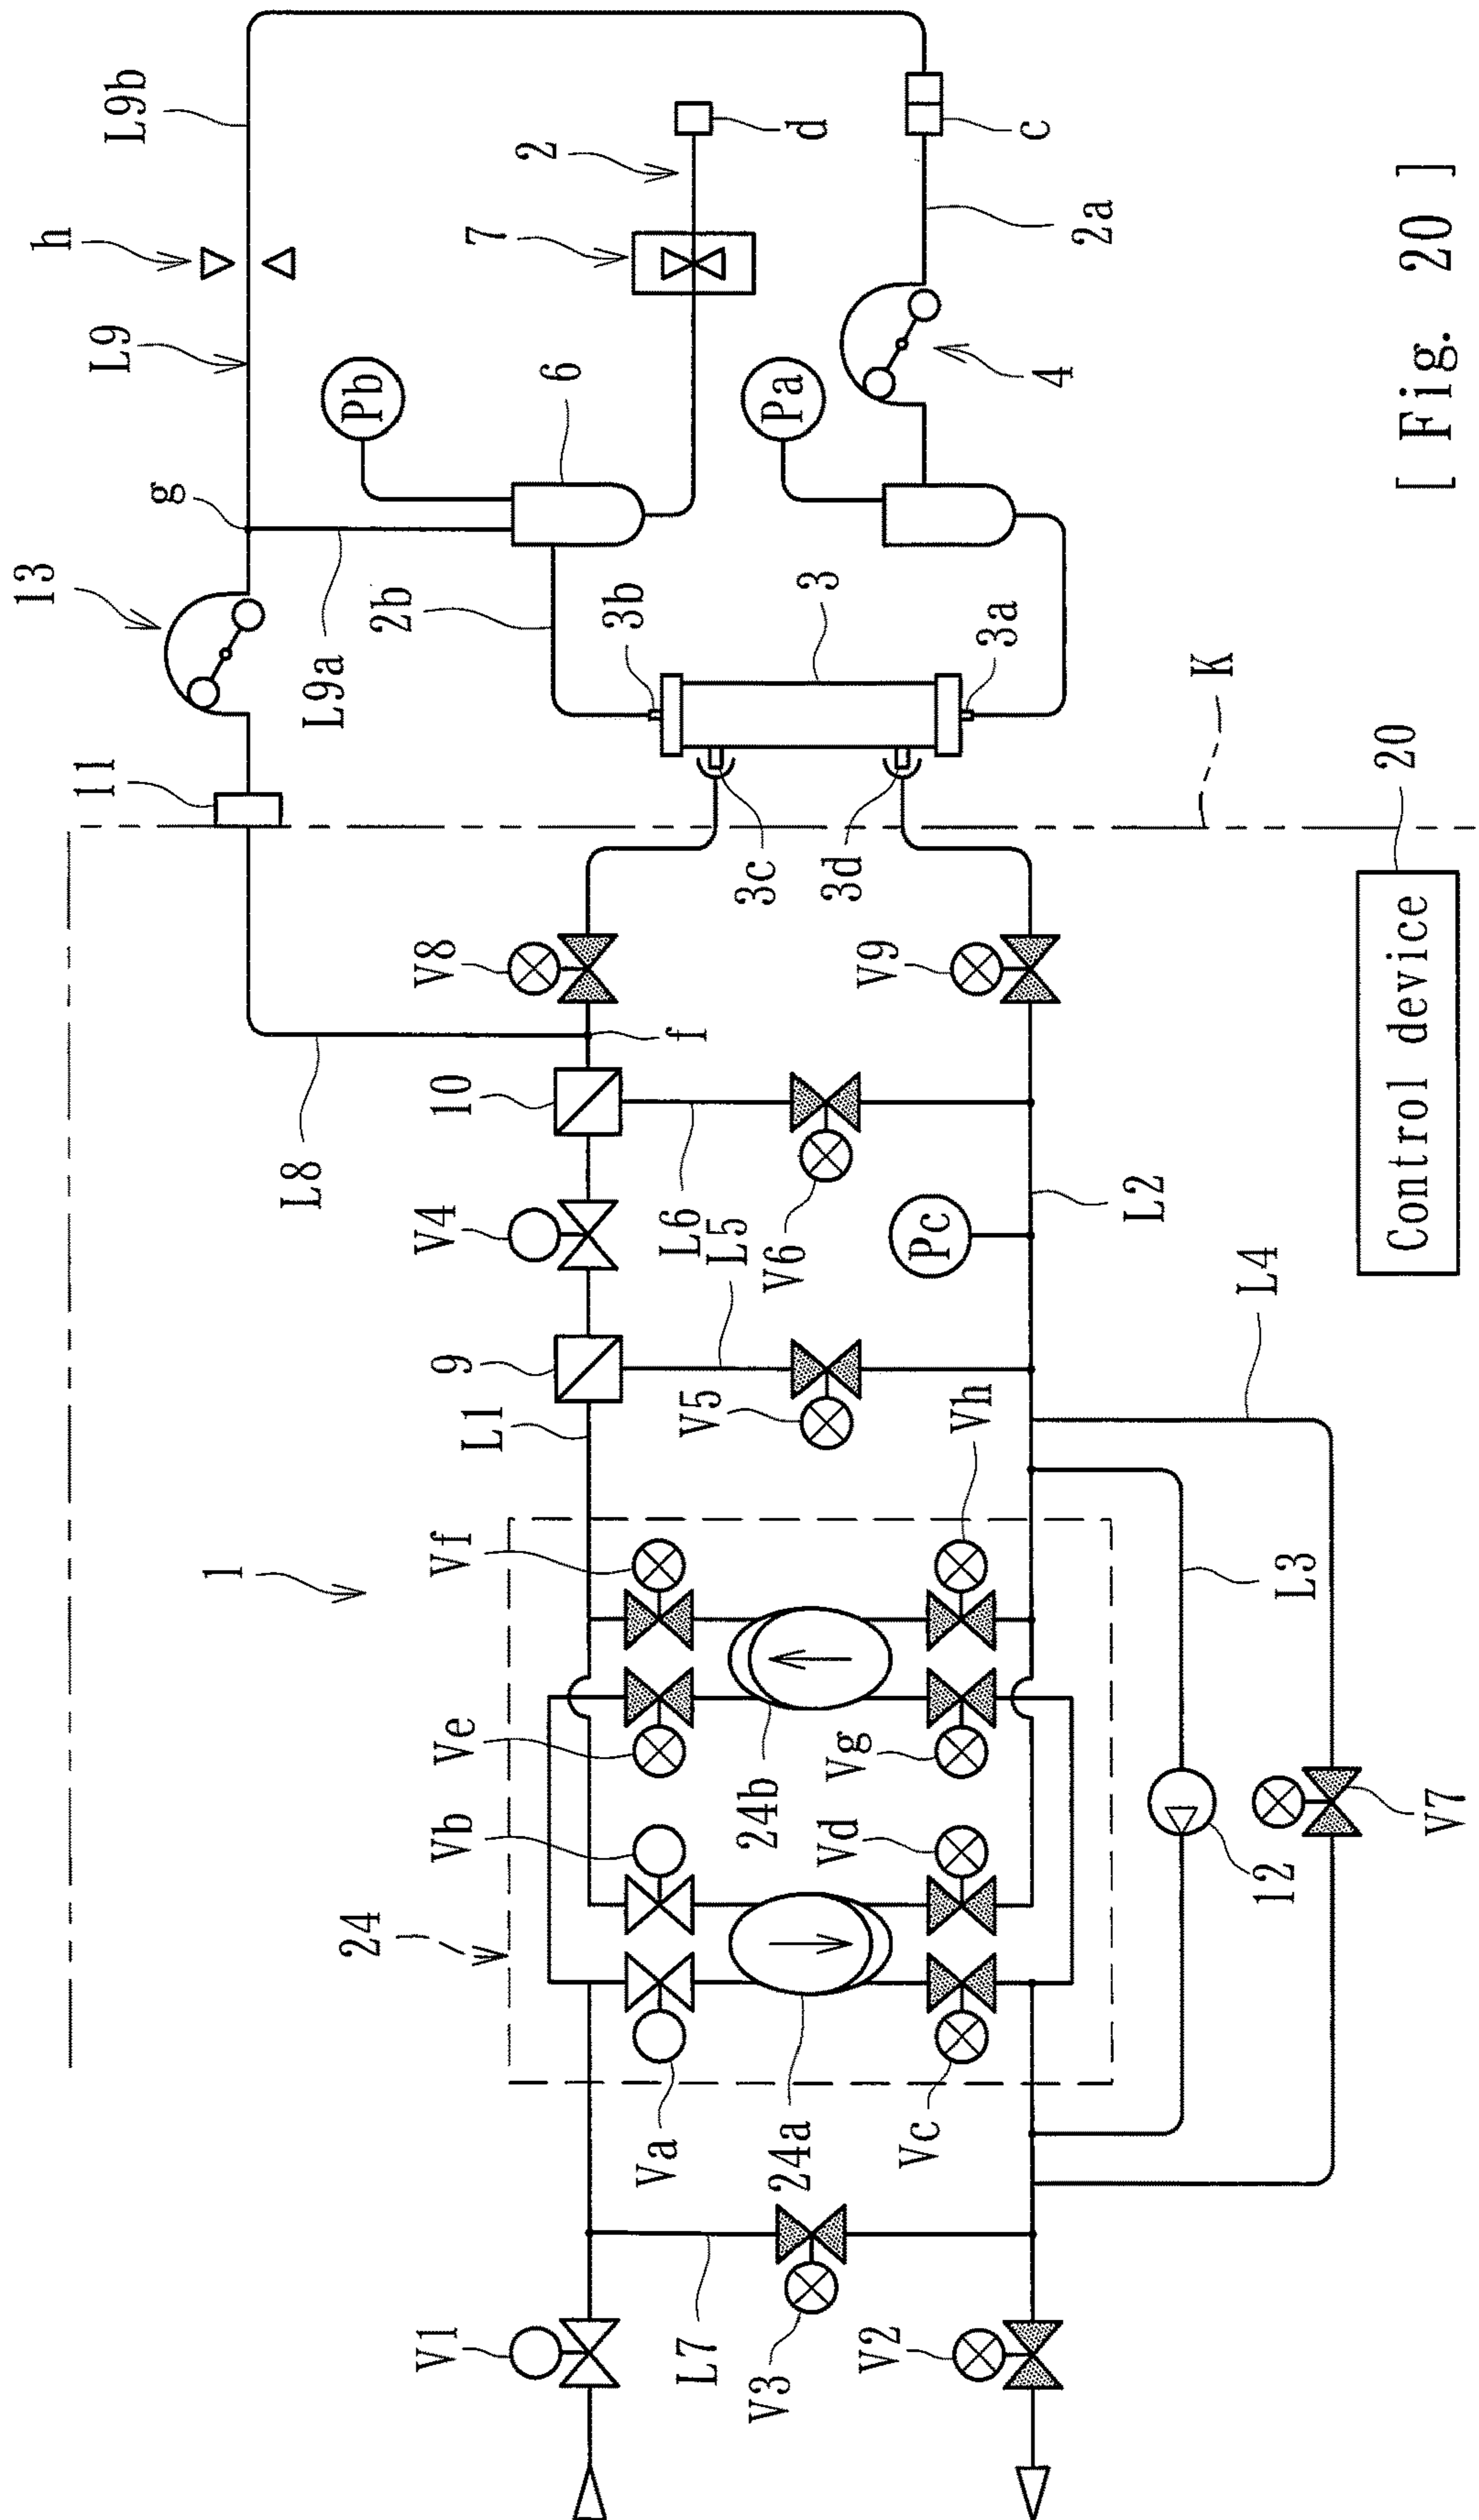 L9b
h
L9
g
13
11
2
d
7
Pb
6
2b
L9a
3b
c
2a
4
Pa
3
3a
K
20
Control device
3c
3d
V8
V9
f
10
L8
L6
V6
Pc
L2
V4
L5
L4
9
V5
L1
Vh
1
Vf
L3
Ve
24b
Vg
V7
Vb
Vd
12
24
Va
24a
Vc
V1
L7
V3
V2
[ Fig. 20 ]